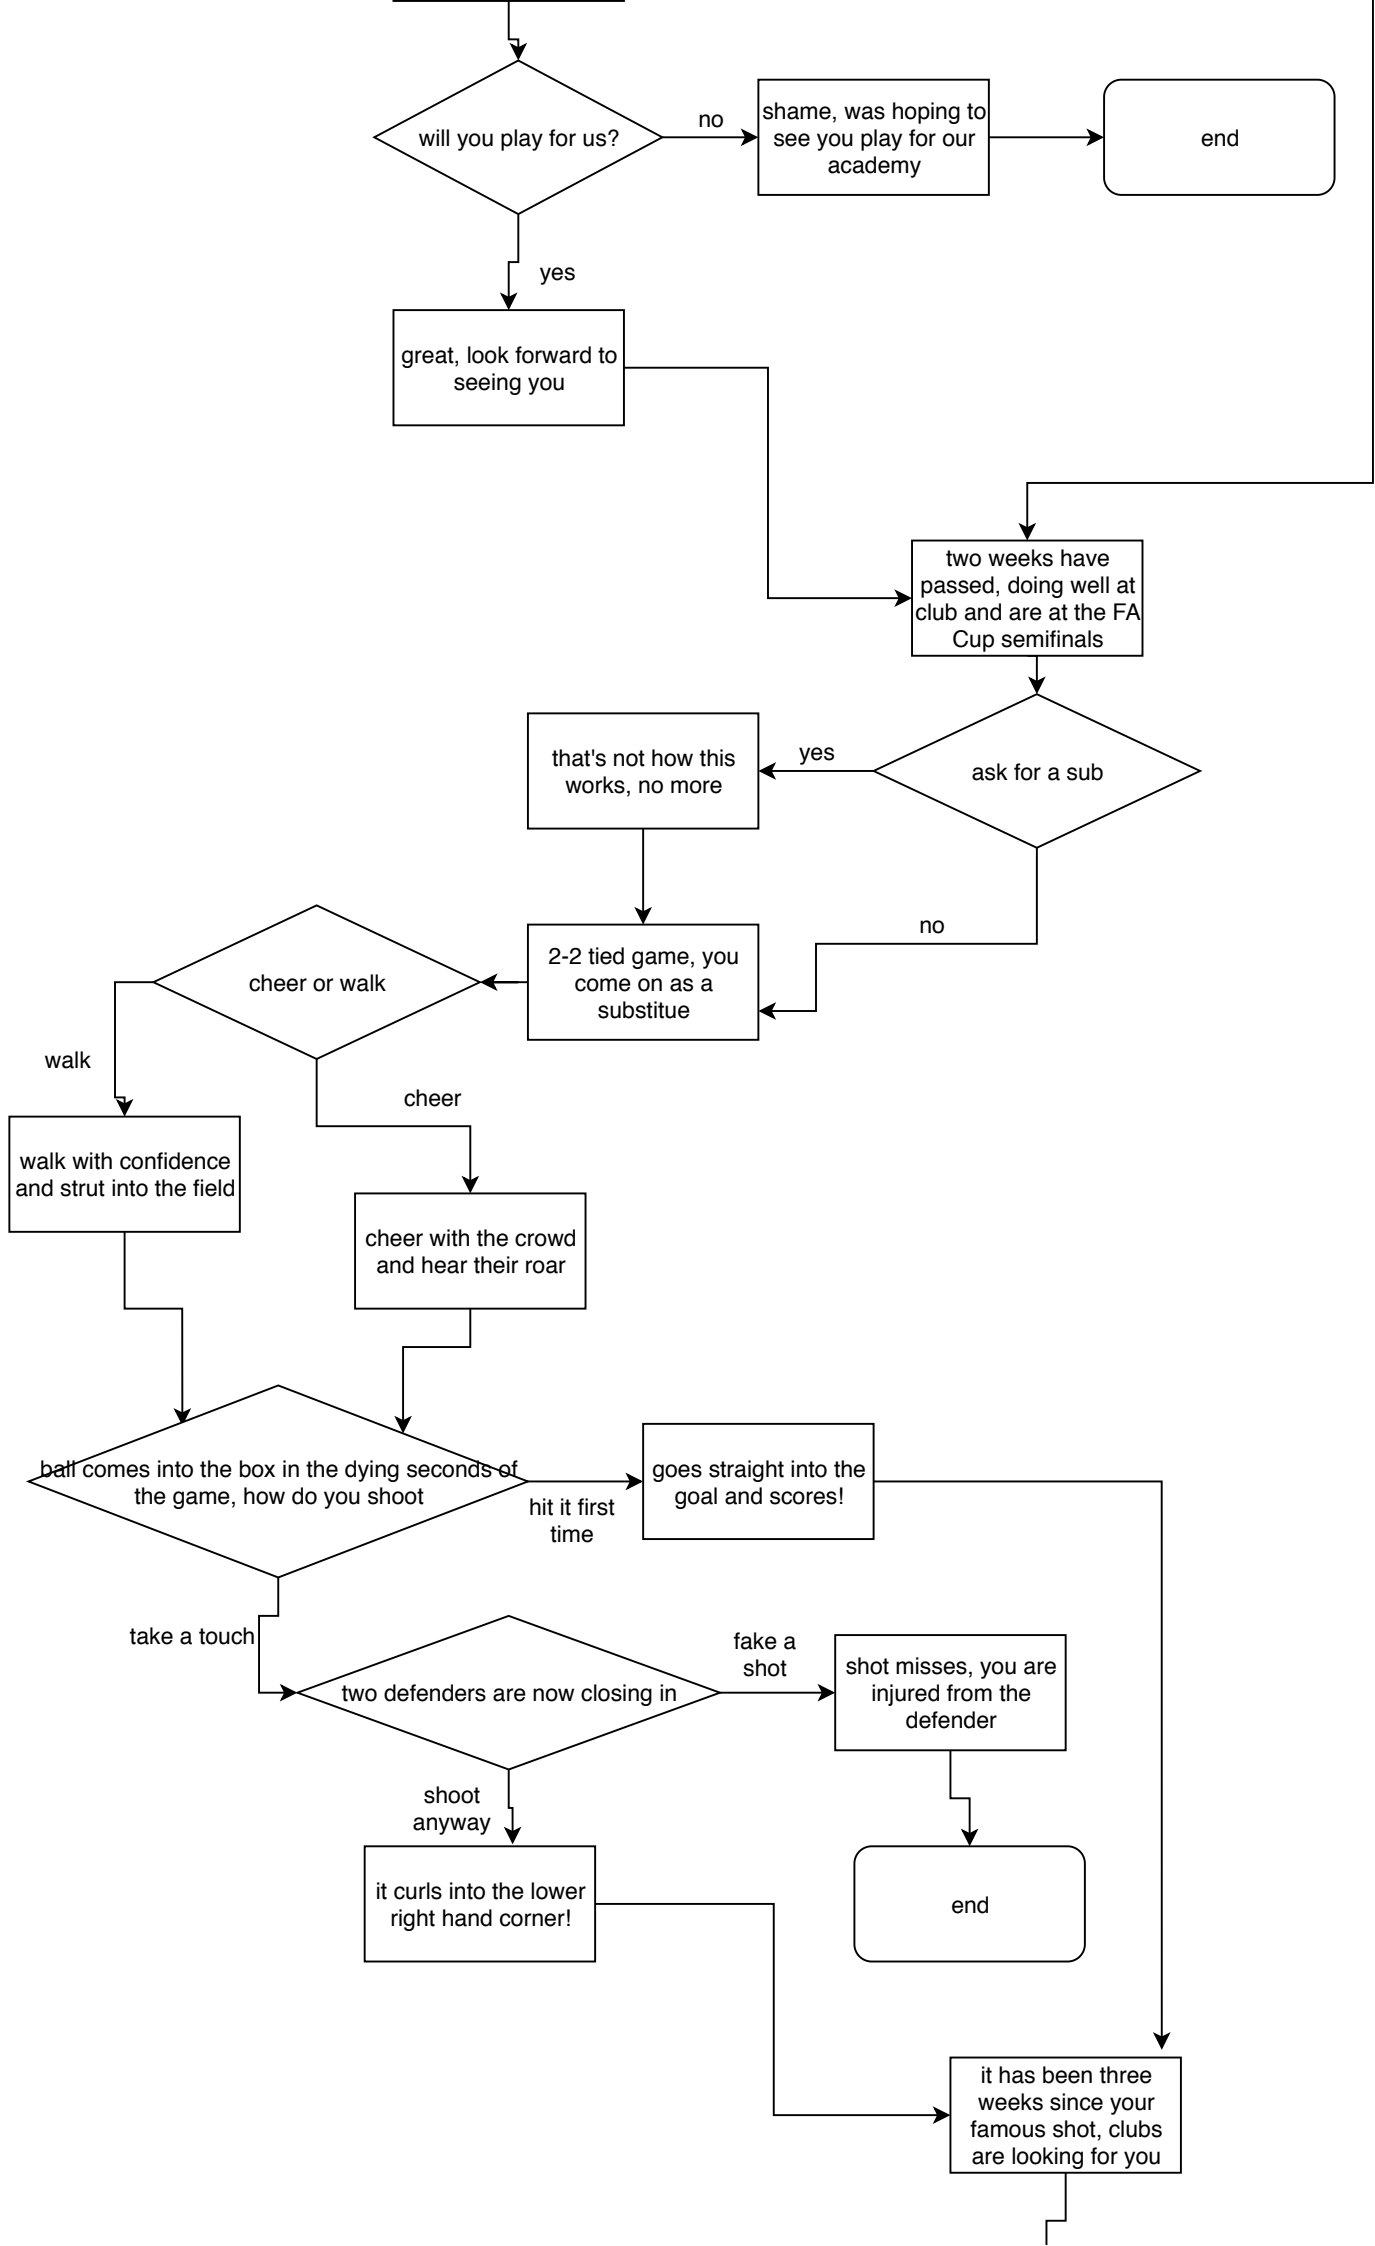 will you play for us?
no
shame, was hoping to
see you play for our
academy
end
yes
great, look forward to
seeing you
two weeks have
passed, doing well at
club and are at the FA
Cup semifinals
that's not how this
works, no more
yes
ask for a sub
no
cheer or walk
2-2 tied game, you
come on as a
substitue
walk
cheer
walk with confidence
and strut into the field
cheer with the crowd
and hear their roar
ball comes into the box in the dying seconds of
the game, how do you shoot
hit it first
time
goes straight into the
goal and scores!
take a touch
two defenders are now closing in
fake a
shot
shot misses, you are
injured from the
defender
shoot
anyway
it curls into the lower
right hand corner!
end
it has been three
weeks since your
famous shot, clubs
are looking for you